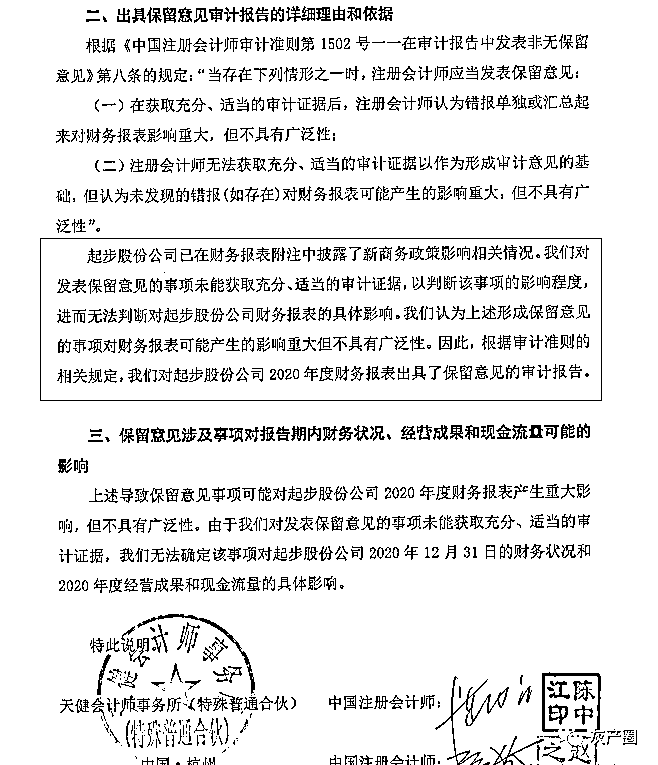 二、出具保留意见审计报告的详细理由和依据
根据《中国注册会计师审计准则第 1502 号——在审计报告中发表非无保留
意见》第八条的规定:“当存在下列情形之一时,注册会计师应当发表保留意见:
(一)在获取充分、适当的审计证据后,注册会计师认为错报单独或汇总起
来对财务报表影响重大,但不具有广泛性;
(二)注册会计师无法获取充分、适当的审计证据以作为形成审计意见的基
础,但认为未发现的错报(如存在)对财务报表可能产生的影响重大,但不具有广
泛性”。
起步股份公司已在财务报表附注中披露了新商务政策影响相关情况。我们对
发表保留意见的事项未能获取充分、适当的审计证据,以判断该事项的影响程度,
进而无法判断对起步股份公司财务报表的具体影响。我们认为上述形成保留意见
的事项对财务报表可能产生的影响重大但不具有广泛性。因此,根据审计准则的
相关规定,我们对起步股份公司 2020 年度财务报表出具了保留意见的审计报告。
三、保留意见涉及事项对报告期内财务状况、经营成果和现金流量可能的
影响
上述导致保留意见事项可能对起步股份公司 2020 年度财务报表产生重大影
响,但不具有广泛性。由于我们对发表保留意见的事项未能获取充分、适当的审
计证据,我们无法确定该事项对起步股份公司 2020 年 12 月 31 日的财务状况和
2020 年度经营成果和现金流量的具体影响。
特此说明
会计师事务
天健会计师事务所(特殊普通合伙)
(特殊普通合伙)
中国·杭州
中国注册会计师:
陈中江印
中国注册会计师:
灰产圈